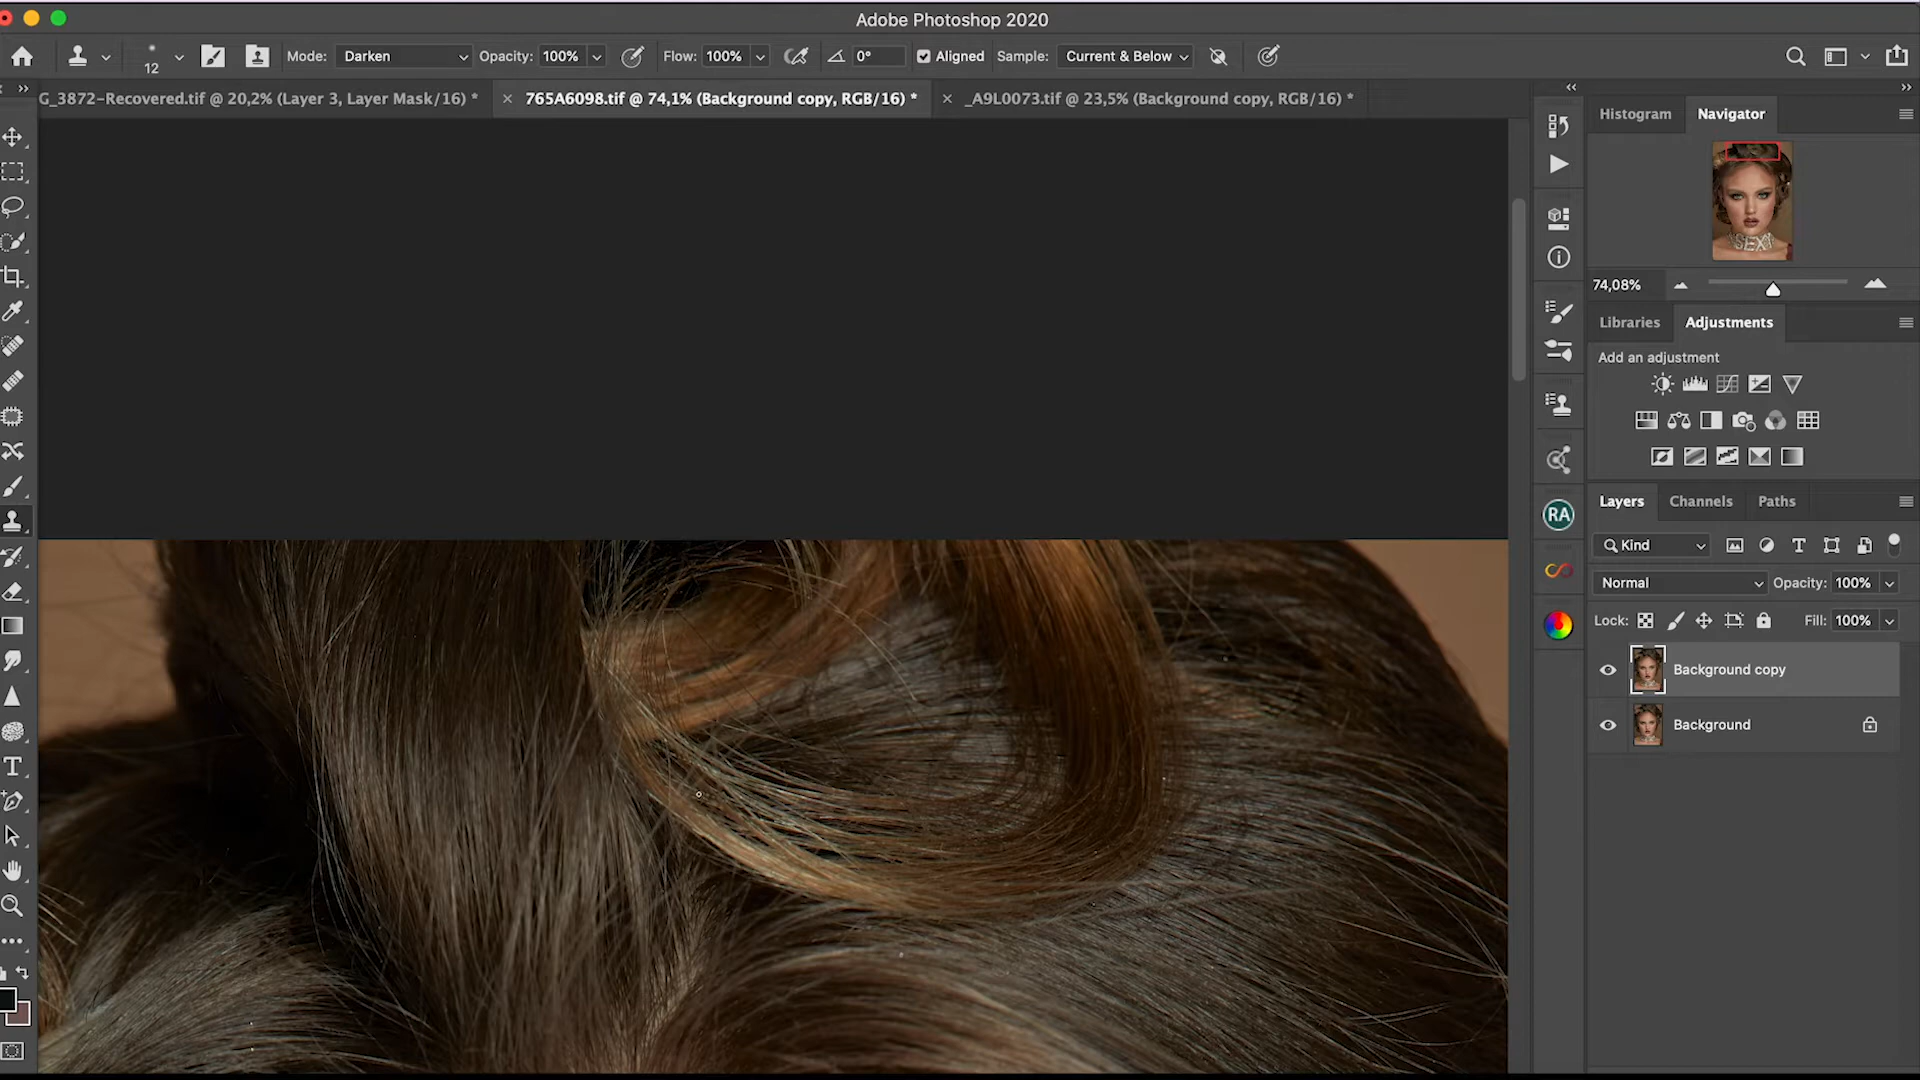 Adobe Photoshop 2020
12 Mode: Darken Opacity: 100% Flow: 100% 0° Aligned Sample: Current & Below
G_3872-Recovered.tif @ 20,2% (Layer 3, Layer Mask/16) * 765A6098.tif @ 74,1% (Background copy, RGB/16) * _A9L0073.tif @ 23,5% (Background copy, RGB/16) *
Histogram Navigator
SEXY
74,08%
Libraries Adjustments
Add an adjustment
Layers Channels Paths
RA
Kind
Normal Opacity: 100%
Lock: Fill: 100%
Background copy
Background